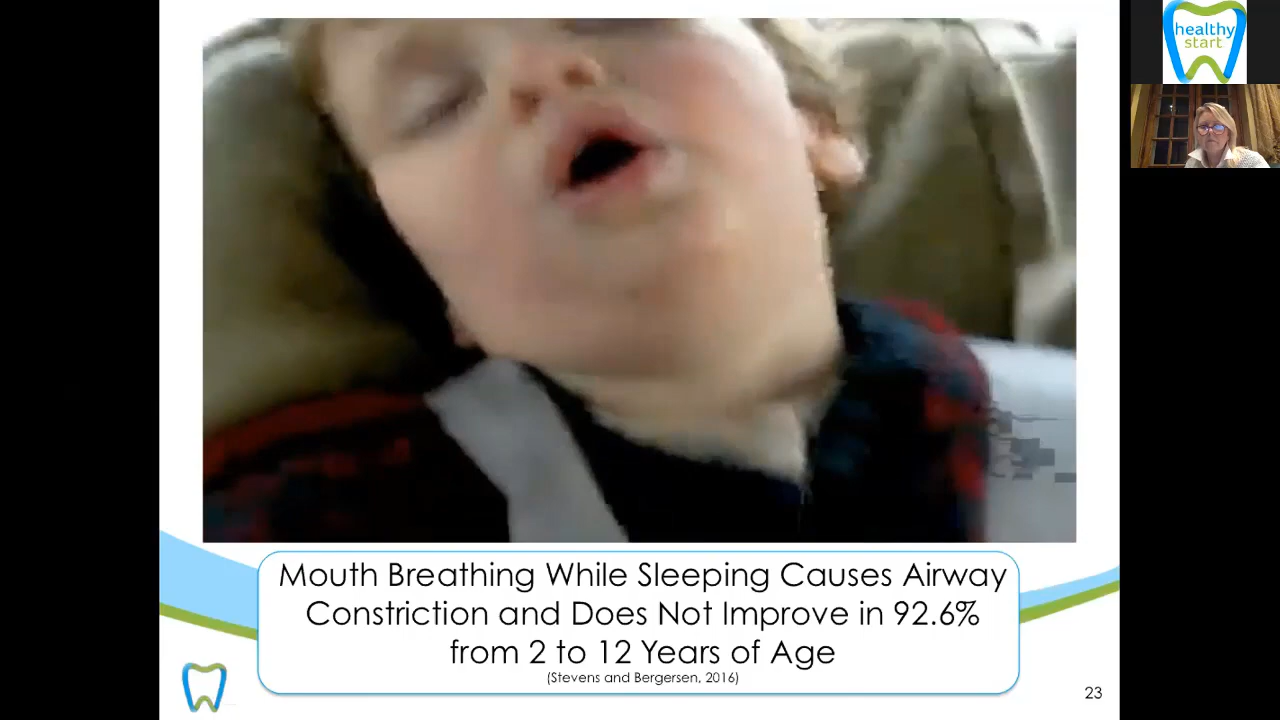 healthy
start
Mouth Breathing While Sleeping Causes Airway
Constriction and Does Not Improve in 92.6%
from 2 to 12 Years of Age
(Stevens and Bergersen, 2016)
23